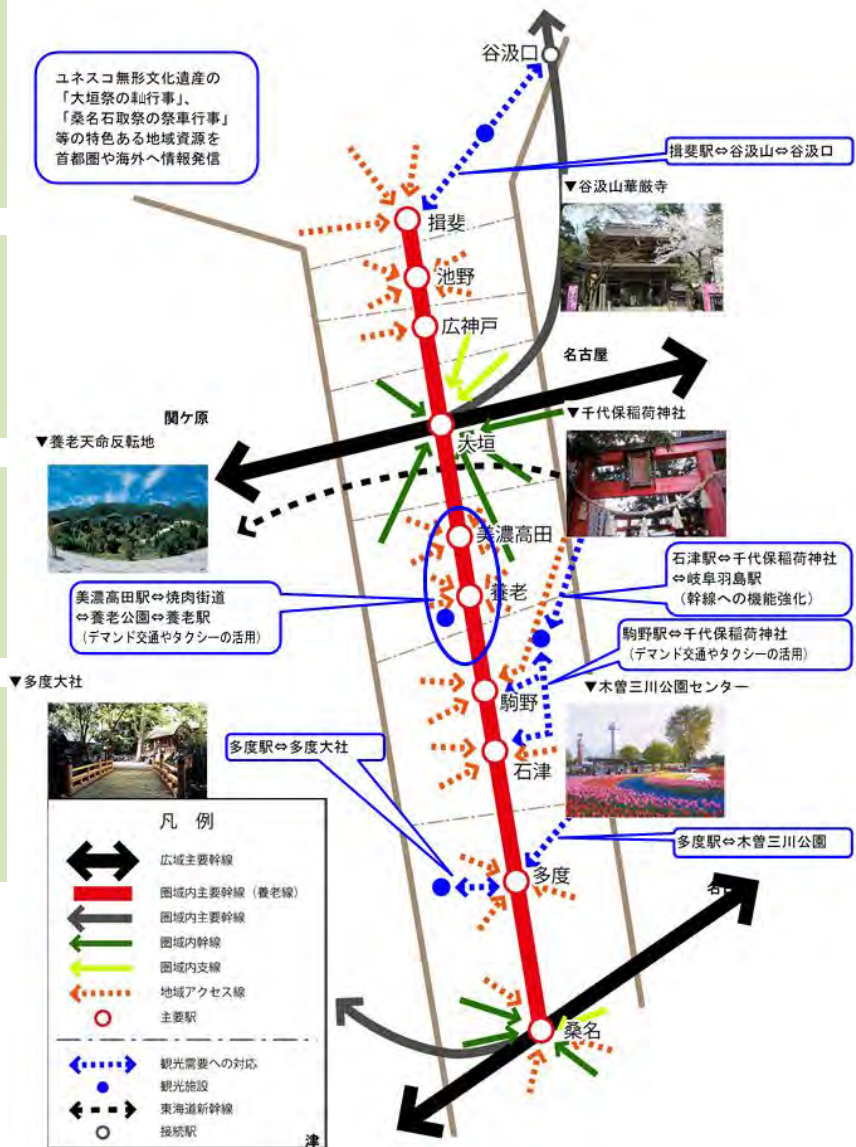 谷汲口
ユネスコ無形文化遺産の
「大垣祭の軕行事」、
「桑名石取祭の祭車行事」
等の特色ある地域資源を
首都圏や海外へ情報発信
揖斐駅⇔谷汲山⇔谷汲口
▼谷汲山華厳寺
揖斐
池野
広神戸
名古屋
関ケ原
▼養老天命反転地
▼千代保稲荷神社
大垣
美濃高田
石津駅⇔千代保稲荷神社
⇔岐阜羽島駅
(幹線への機能強化)
美濃高田駅⇔焼肉街道
⇔養老公園⇔養老駅
(デマンド交通やタクシーの活用)
養老
駒野駅⇔千代保稲荷神社
(デマンド交通やタクシーの活用)
▼多度大社
駒野
▼木曽三川公園センター
多度駅⇔多度大社
石津
凡 例
広域主要幹線
圏域内主要幹線（養老線）
圏域内主要幹線
圏域内幹線
圏域内支線
地域アクセス線
主要駅
観光需要への対応
観光施設
東海道新幹線
接続駅
多度駅⇔木曽三川公園
多度
桑名
津